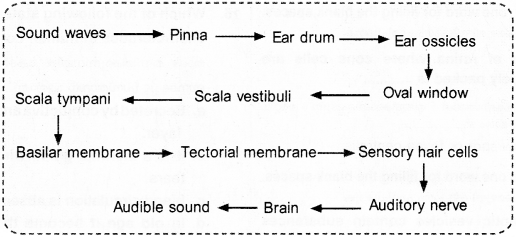 Sound waves → Pinna → Ear drum → Ear ossicles
Scala tympani ← Scala vestibuli ← Oval window
Basilar membrane → Tectorial membrane → Sensory hair cells
Audible sound ← Brain ← Auditory nerve